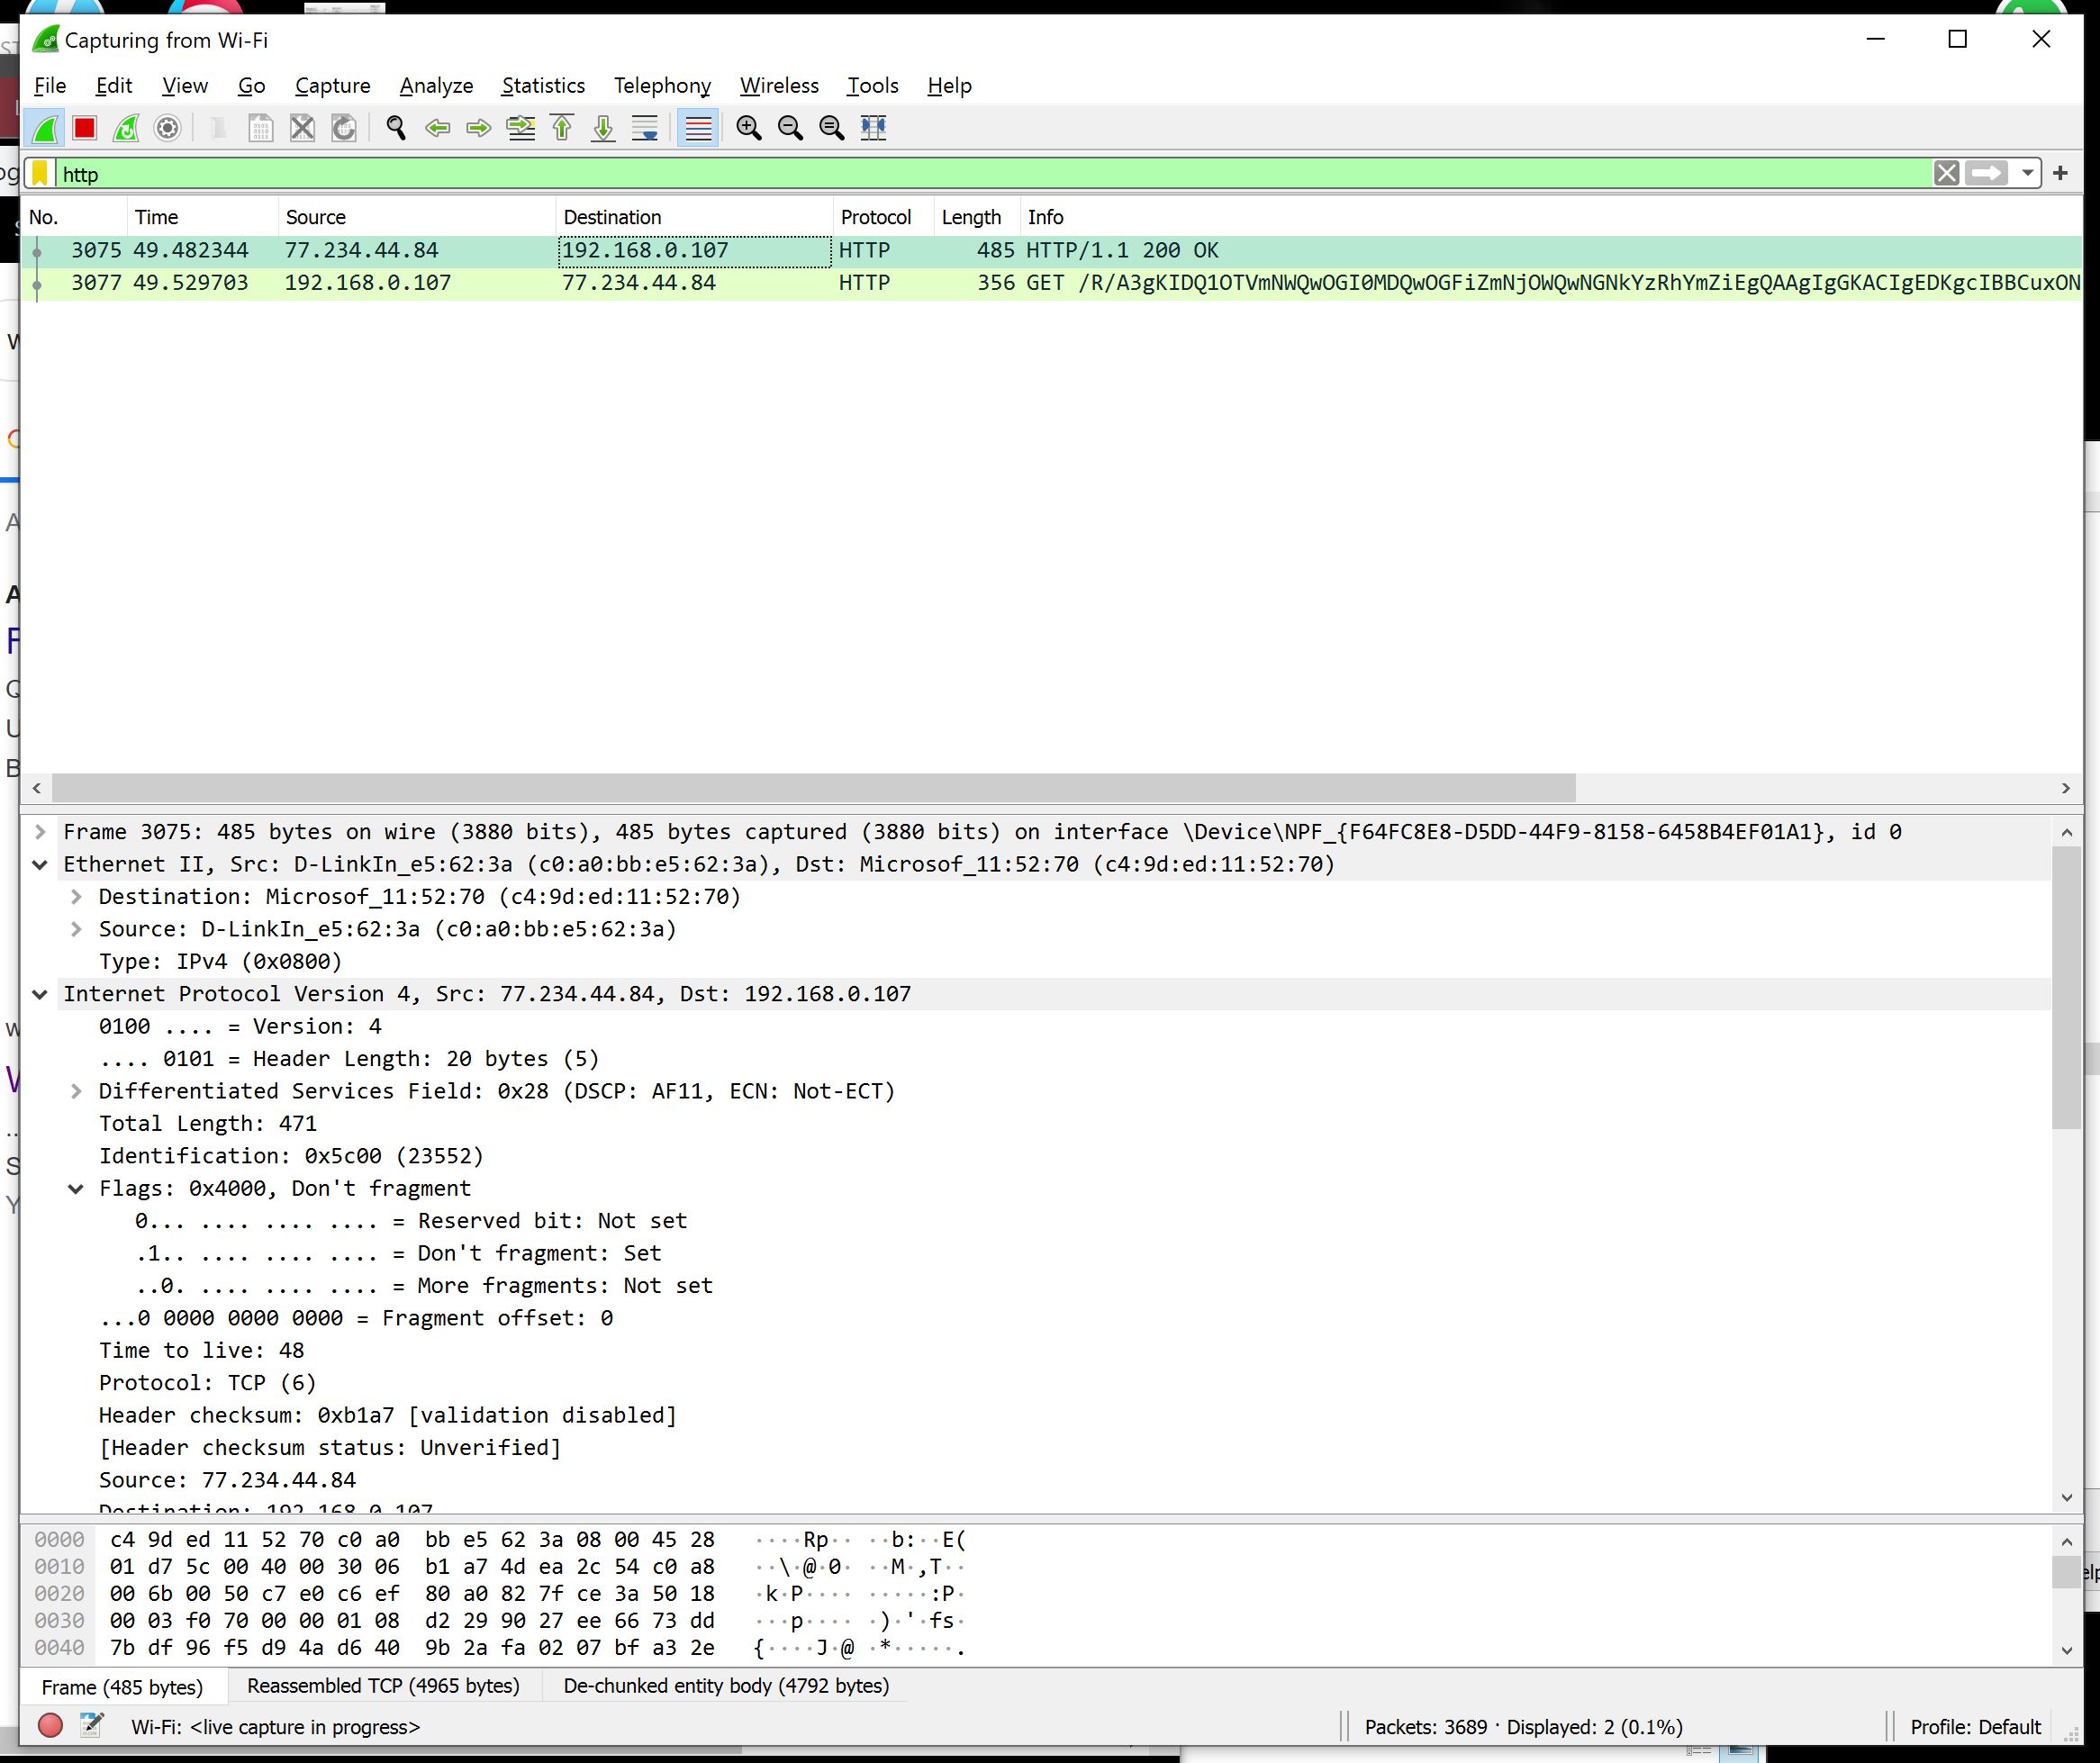 Capturing from Wi-Fi
File Edit View Go Capture Analyze Statistics Telephony Wireless Tools Help
http
No. Time Source Destination Protocol Length Info
3075 49.482344 77.234.44.84 192.168.0.107 HTTP 485 HTTP/1.1 200 OK
3077 49.529703 192.168.0.107 77.234.44.84 HTTP 356 GET /R/A3gKIDQ1OTVmNWQwOGI0MDQwOGFiZmNjOWQwNGNkYzRhYmZiEgQAAgIgGKACIgEDKgcIBBCuxON
Frame 3075: 485 bytes on wire (3880 bits), 485 bytes captured (3880 bits) on interface \Device\NPF_{F64FC8E8-D5DD-44F9-8158-6458B4EF01A1}, id 0
Ethernet II, Src: D-LinkIn_e5:62:3a (c0:a0:bb:e5:62:3a), Dst: Microsof_11:52:70 (c4:9d:ed:11:52:70)
Destination: Microsof_11:52:70 (c4:9d:ed:11:52:70)
Source: D-LinkIn_e5:62:3a (c0:a0:bb:e5:62:3a)
Type: IPv4 (0x0800)
Internet Protocol Version 4, Src: 77.234.44.84, Dst: 192.168.0.107
0100 .... = Version: 4
.... 0101 = Header Length: 20 bytes (5)
Differentiated Services Field: 0x28 (DSCP: AF11, ECN: Not-ECT)
Total Length: 471
Identification: 0x5c00 (23552)
Flags: 0x4000, Don't fragment
0... .... .... .... = Reserved bit: Not set
.1.. .... .... .... = Don't fragment: Set
..0. .... .... .... = More fragments: Not set
...0 0000 0000 0000 = Fragment offset: 0
Time to live: 48
Protocol: TCP (6)
Header checksum: 0xb1a7 [validation disabled]
[Header checksum status: Unverified]
Source: 77.234.44.84
Destination: 192.168.0.107
0000 c4 9d ed 11 52 70 c0 a0 bb e5 62 3a 08 00 45 28 ····Rp·· ··b:··E(
0010 01 d7 5c 00 40 00 30 06 b1 a7 4d ea 2c 54 c0 a8 ··\·@·0· ··M·,T··
0020 00 6b 00 50 c7 e0 c6 ef 80 a0 82 7f ce 3a 50 18 ·k·P···· ·····:P·
0030 00 03 f0 70 00 00 01 08 d2 29 90 27 ee 66 73 dd ···p···· ·)·'·fs·
0040 7b df 96 f5 d9 4a d6 40 9b 2a fa 02 07 bf a3 2e {····J·@ ·*·····.
Frame (485 bytes) Reassembled TCP (4965 bytes) De-chunked entity body (4792 bytes)
Wi-Fi: <live capture in progress> Packets: 3689 · Displayed: 2 (0.1%) Profile: Default